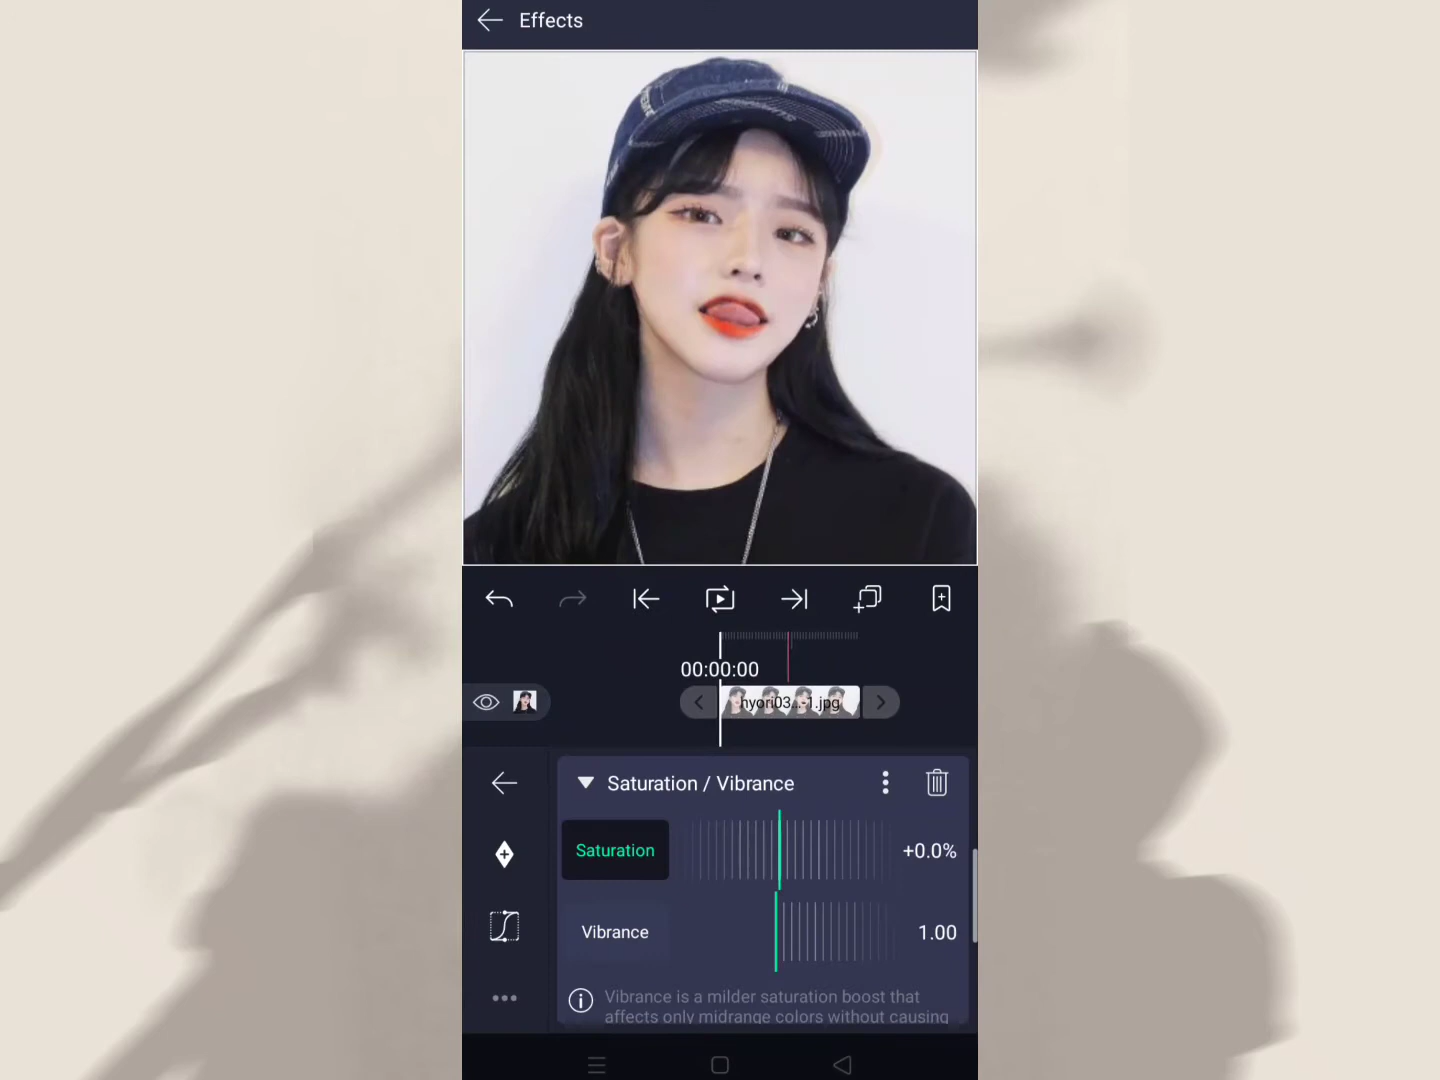 Effects
00:00:00
hyori03...-1.jpg
Saturation / Vibrance
Saturation
+0.0%
Vibrance
1.00
Vibrance is a milder saturation boost that
affects only midrange colors without causing